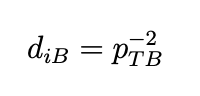 $d_{iB} = p_{TB}^{-2}$